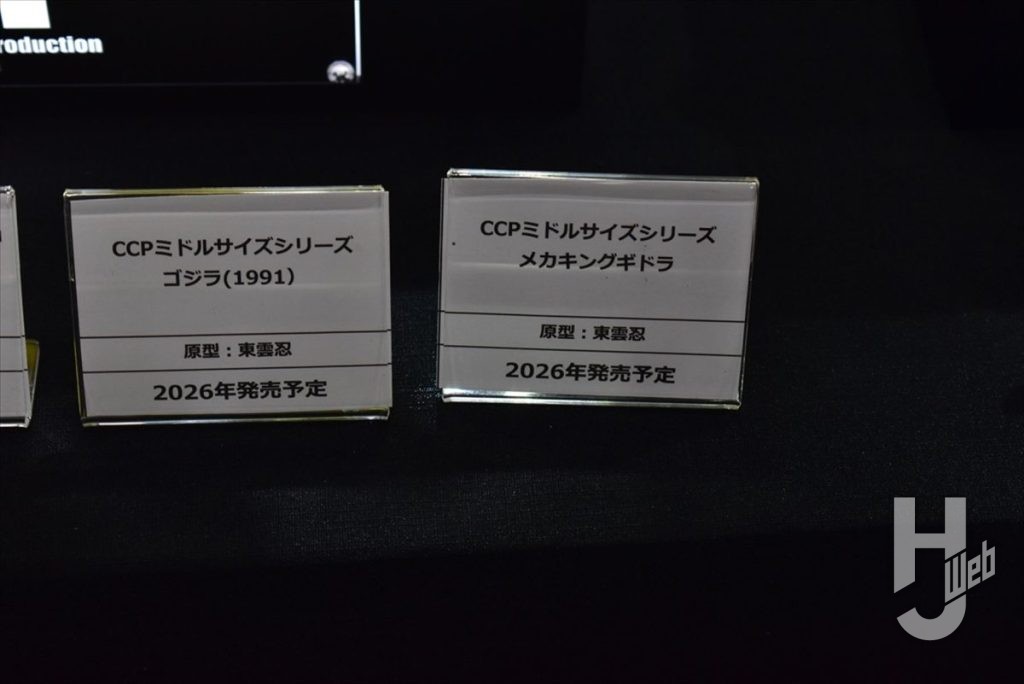 roduction
CCPミドルサイズシリーズ
ゴジラ(1991)
原型：東雲忍
2026年発売予定
CCPミドルサイズシリーズ
メカキングギドラ
原型：東雲忍
2026年発売予定
HJ Web